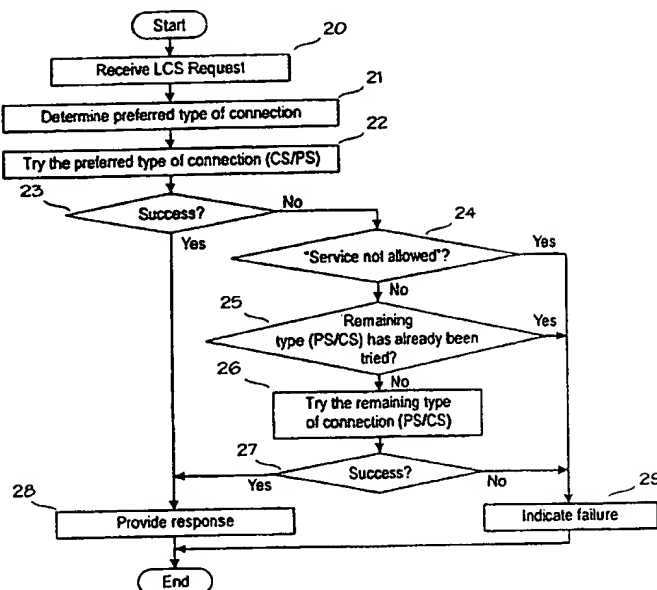 Start
20
Receive LCS Request
21
Determine preferred type of connection
22
Try the preferred type of connection (CS/PS)
23
Success?
No
Yes
24
"Service not allowed"?
Yes
No
25
Remaining
type (PS/CS) has already been
tried?
Yes
No
26
Try the remaining type
of connection (PS/CS)
27
Success?
Yes
No
28
Provide response
29
Indicate failure
End